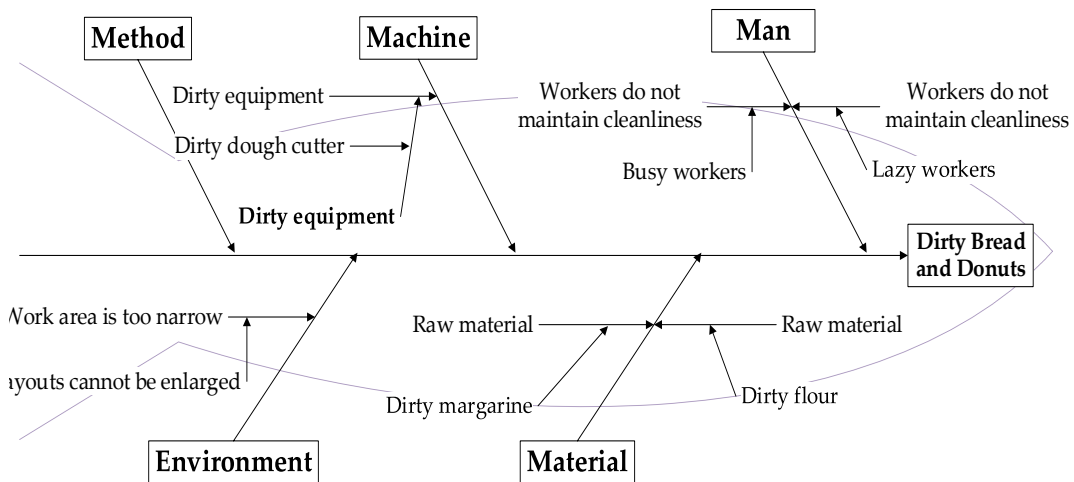 Method
Machine
Man
Dirty equipment
Dirty dough cutter
Dirty equipment
Workers do not
maintain cleanliness
Busy workers
Workers do not
maintain cleanliness
Lazy workers
Dirty Bread
and Donuts
Work area is too narrow
ayouts cannot be enlarged
Raw material
Dirty margarine
Raw material
Dirty flour
Environment
Material